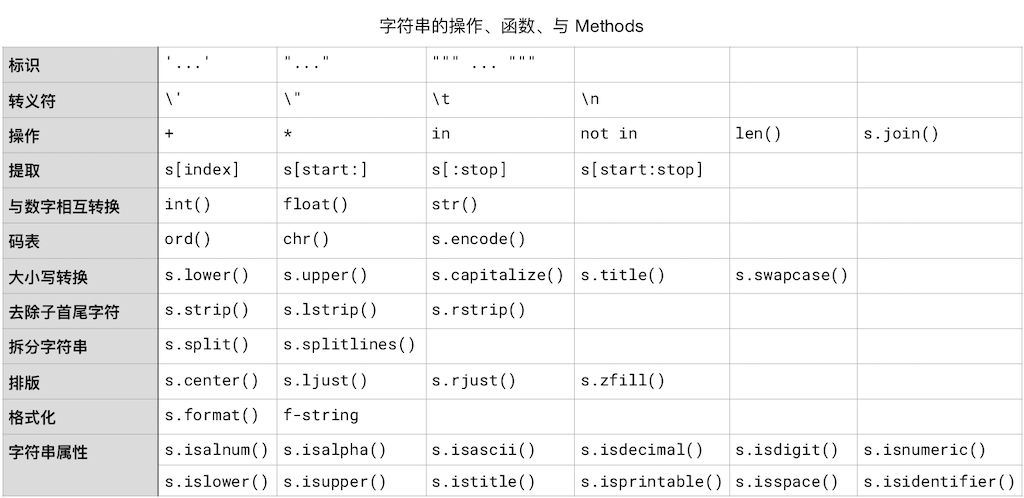 字符串的操作、函数、与 Methods
标识 '...' "..." """ ... """
转义符 \' \" \t \n
操作 + * in not in len() s.join()
提取 s[index] s[start:] s[:stop] s[start:stop]
与数字相互转换 int() float() str()
码表 ord() chr() s.encode()
大小写转换 s.lower() s.upper() s.capitalize() s.title() s.swapcase()
去除子首尾字符 s.strip() s.lstrip() s.rstrip()
拆分字符串 s.split() s.splitlines()
排版 s.center() s.ljust() s.rjust() s.zfill()
格式化 s.format() f-string
字符串属性 s.isalnum() s.isalpha() s.isascii() s.isdecimal() s.isdigit() s.isnumeric()
s.islower() s.isupper() s.istitle() s.isprintable() s.isspace() s.isidentifier()